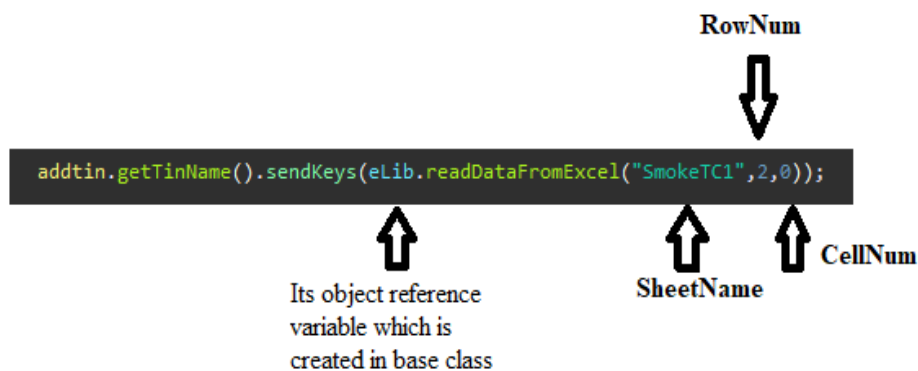 RowNum
addtin.getTinName().sendKeys(eLib.readDataFromExcel("SmokeTC1",2,0));
CellNum
SheetName
Its object reference
variable which is
created in base class